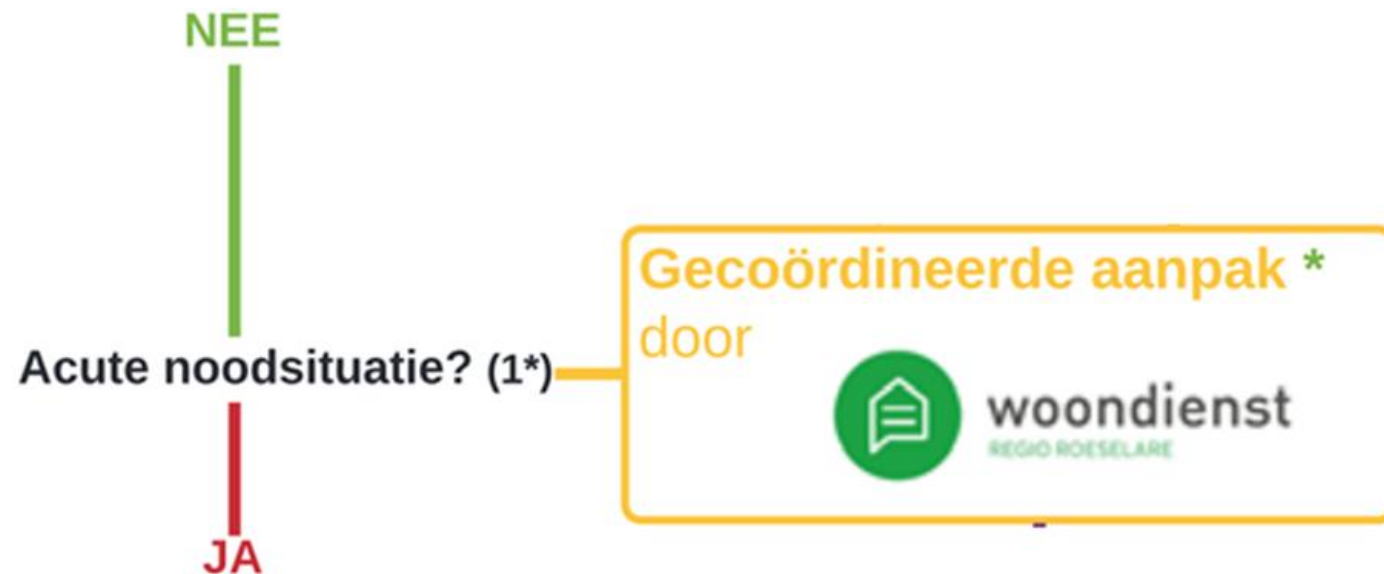 NEE
Acute noodsituatie? (1*)
Gecoördineerde aanpak *
door
woondienst
REGIO ROESELARE
JA